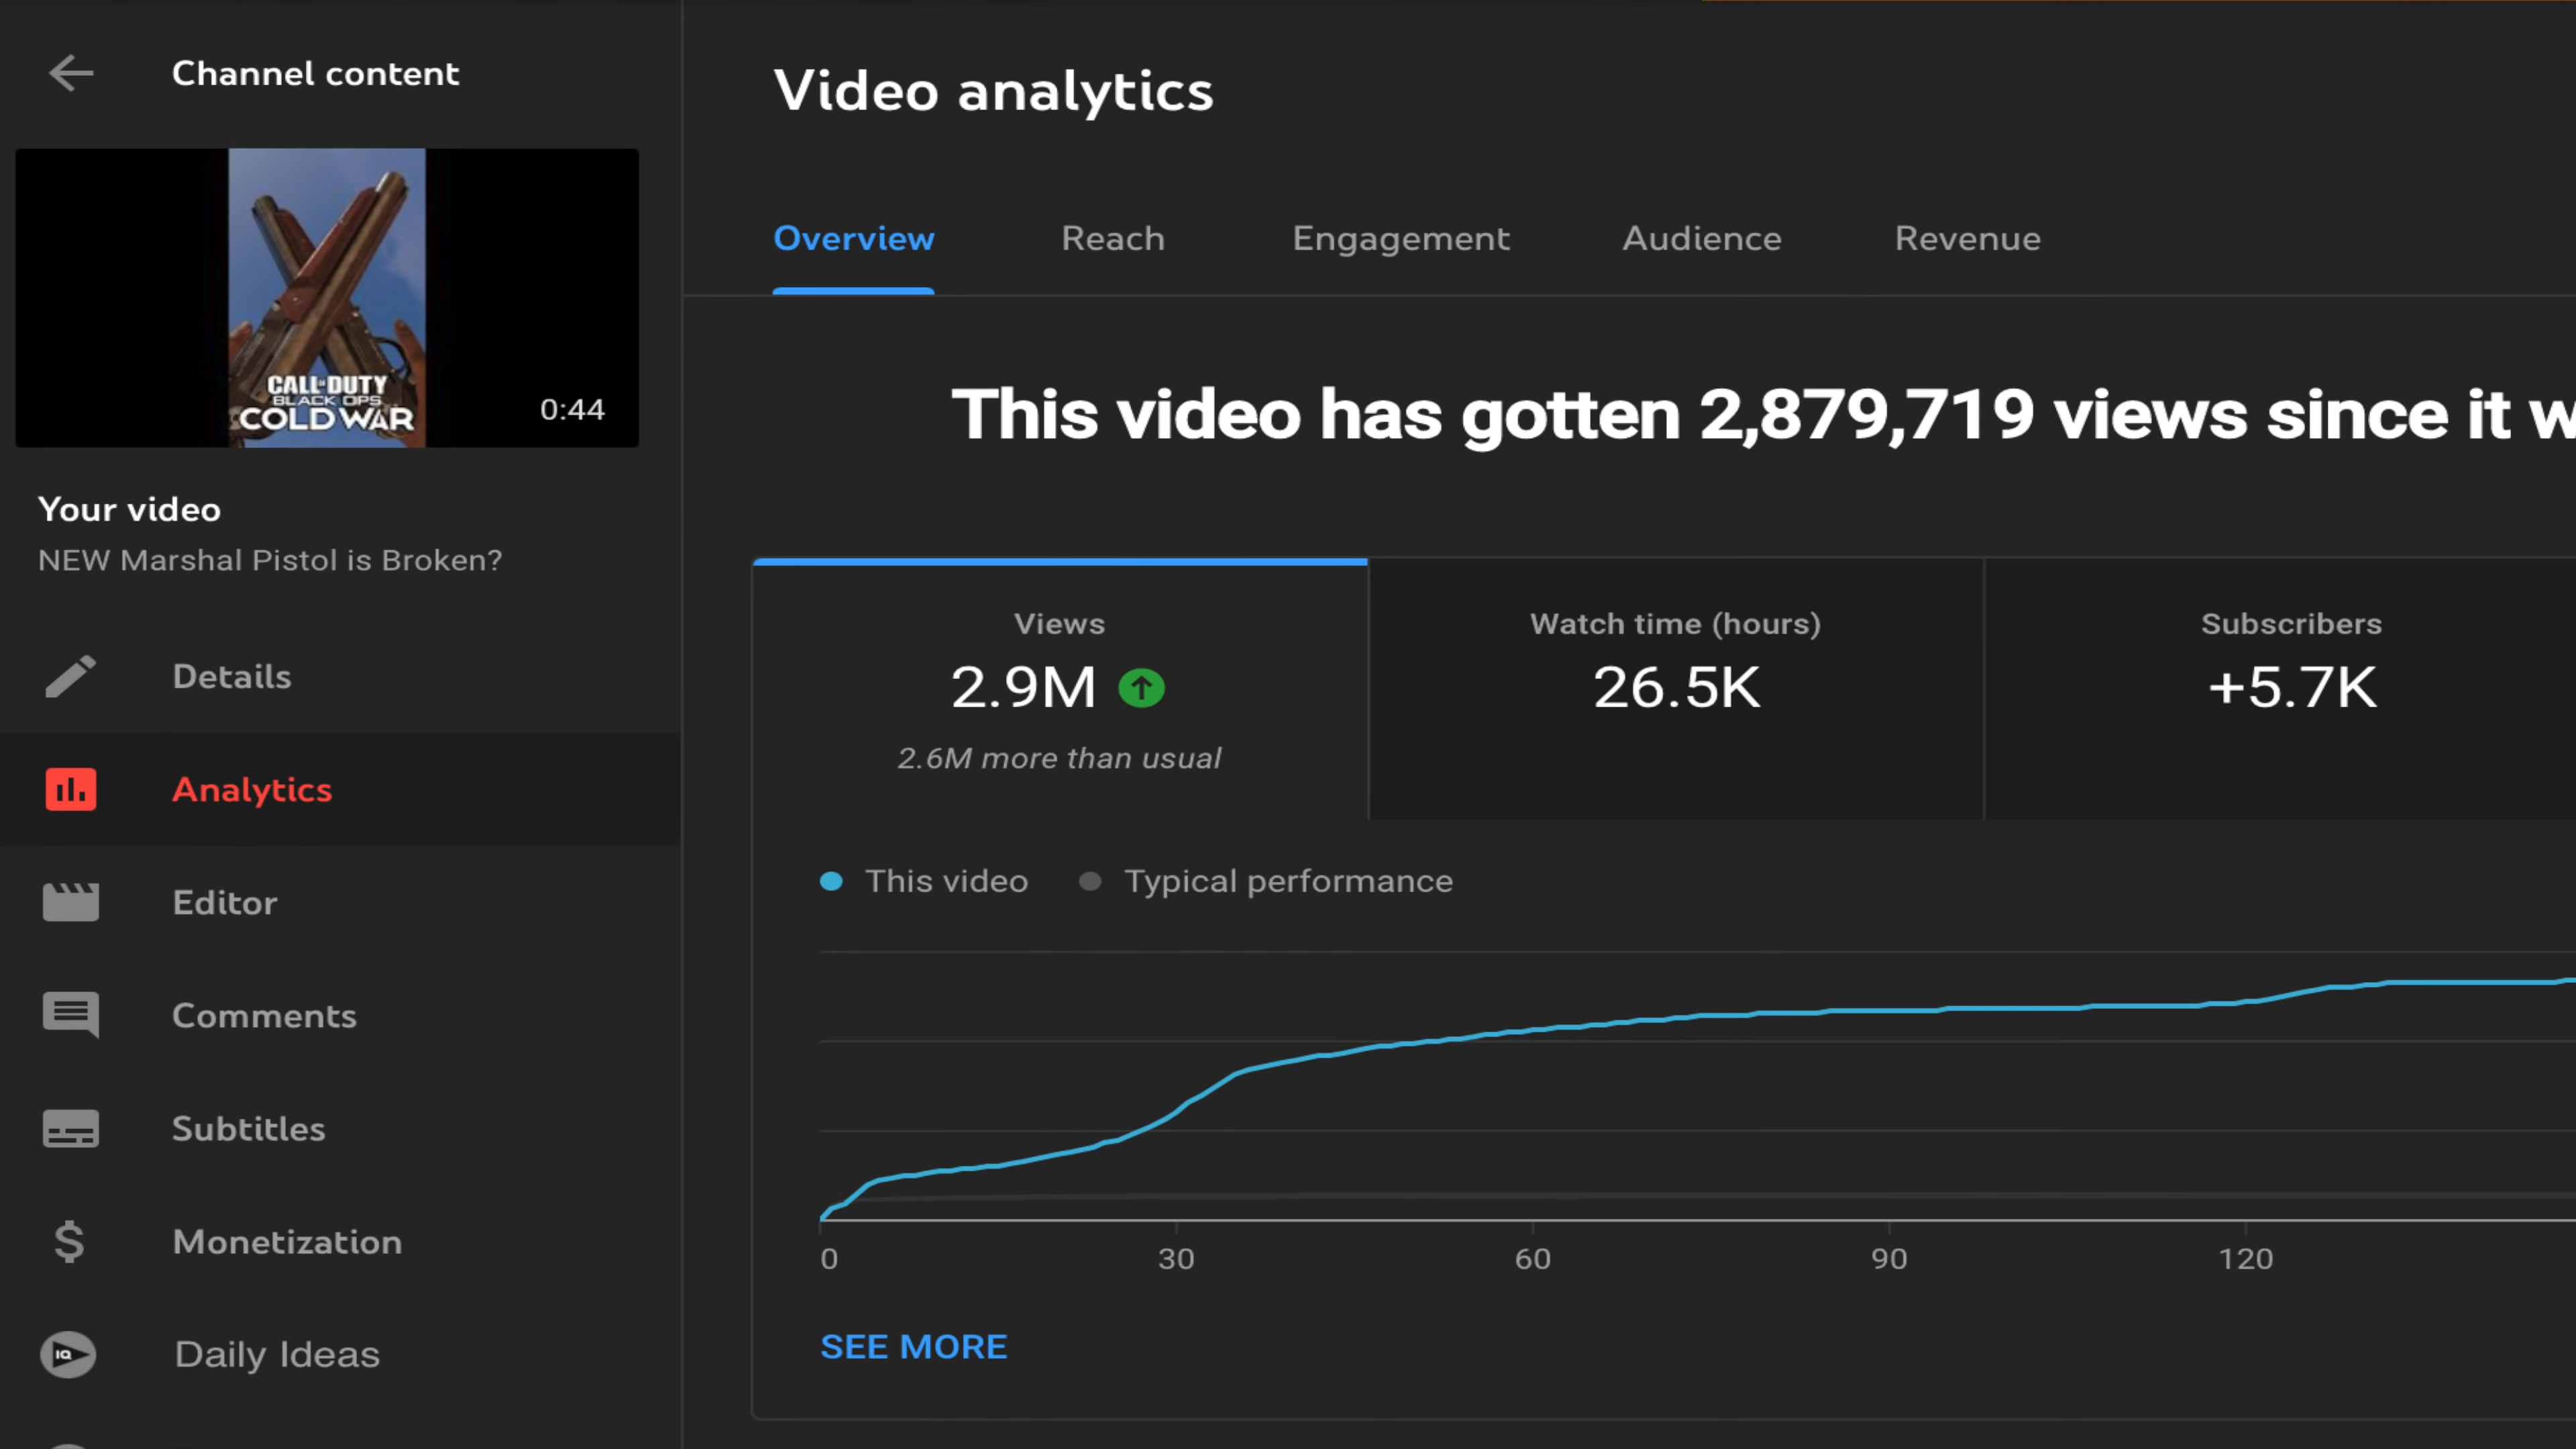 Channel content
CALL OF DUTY
BLACK OPS
COLD WAR
0:44
Your video
NEW Marshal Pistol is Broken?
Details
Analytics
Editor
Comments
Subtitles
$
Monetization
IQ
Daily Ideas
Video analytics
Overview Reach Engagement Audience Revenue
This video has gotten 2,879,719 views since it w
Views
2.9M
2.6M more than usual
Watch time (hours)
26.5K
Subscribers
+5.7K
This video Typical performance
0 30 60 90 120
SEE MORE